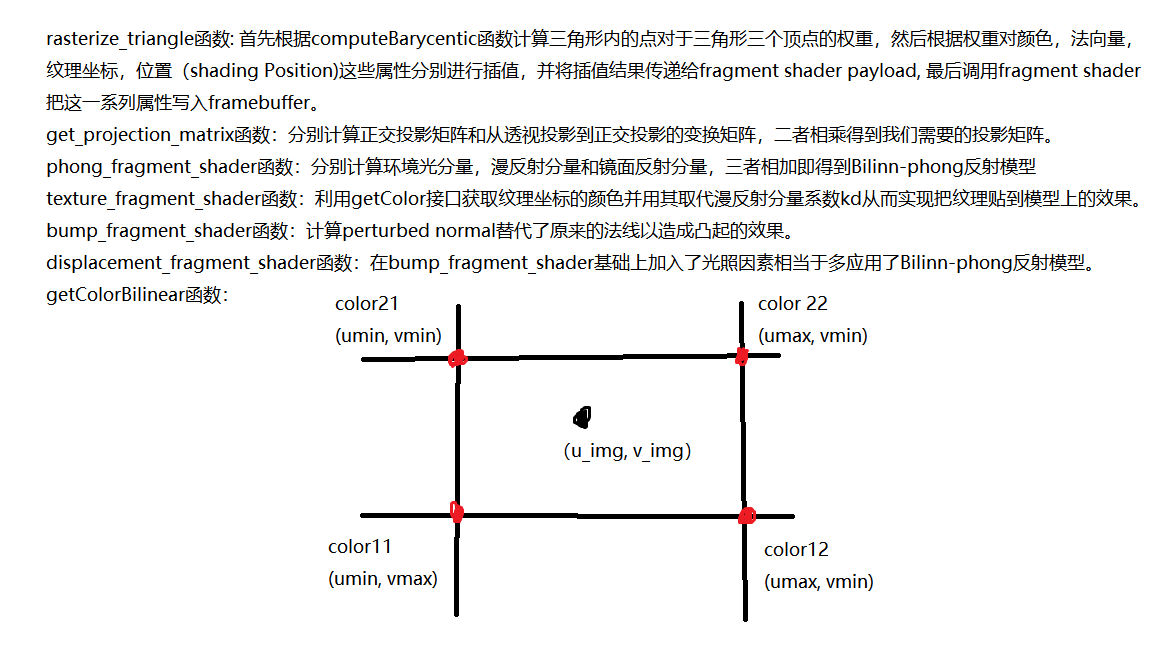 rasterize_triangle函数: 首先根据computeBarycentic函数计算三角形内的点对于三角形三个顶点的权重，然后根据权重对颜色，法向量，
纹理坐标，位置（shading Position)这些属性分别进行插值，并将插值结果传递给fragment shader payload, 最后调用fragment shader
把这一系列属性写入framebuffer。
get_projection_matrix函数：分别计算正交投影矩阵和从透视投影到正交投影的变换矩阵，二者相乘得到我们需要的投影矩阵。
phong_fragment_shader函数：分别计算环境光分量，漫反射分量和镜面反射分量，三者相加即得到Bilinn-phong反射模型
texture_fragment_shader函数：利用getColor接口获取纹理坐标的颜色并用其取代漫反射分量系数kd从而实现把纹理贴到模型上的效果。
bump_fragment_shader函数：计算perturbed normal替代了原来的法线以造成凸起的效果。
displacement_fragment_shader函数：在bump_fragment_shader基础上加入了光照因素相当于多应用了Bilinn-phong反射模型。
getColorBilinear函数：
color21
(umin, vmin)
color 22
(umax, vmin)
（u_img, v_img）
color11
(umin, vmax)
color12
(umax, vmin)